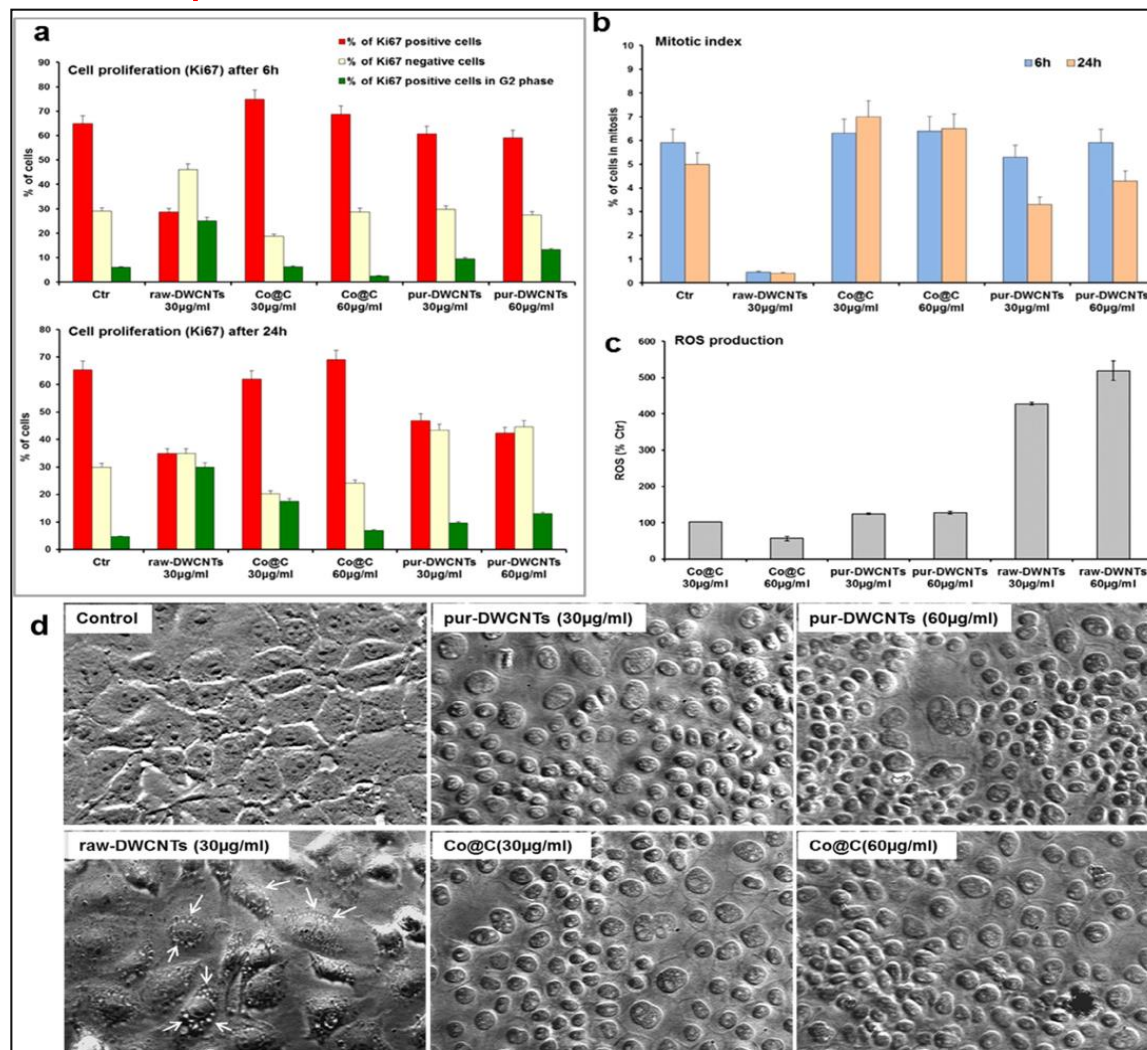 a
% of Ki67 positive cells
% of Ki67 negative cells
% of Ki67 positive cells in G2 phase
Cell proliferation (Ki67) after 6h
% of cells
90
80
70
60
50
40
30
20
10
0
Ctr
raw-DWCNTs
30µg/ml
Co@C
30µg/ml
Co@C
60µg/ml
pur-DWCNTs
30µg/ml
pur-DWCNTs
60µg/ml
Cell proliferation (Ki67) after 24h
% of cells
80
70
60
50
40
30
20
10
0
Ctr
raw-DWCNTs
30µg/ml
Co@C
30µg/ml
Co@C
60µg/ml
pur-DWCNTs
30µg/ml
pur-DWCNTs
60µg/ml
b
Mitotic index
6h
24h
% of cells in mitosis
10
9
8
7
6
5
4
3
2
1
0
Ctr
raw-DWCNTs
30µg/ml
Co@C
30µg/ml
Co@C
60µg/ml
pur-DWCNTs
30µg/ml
pur-DWCNTs
60µg/ml
c
ROS production
ROS (% Ctr)
600
500
400
300
200
100
0
Co@C
30µg/ml
Co@C
60µg/ml
pur-DWCNTs
30µg/ml
pur-DWCNTs
60µg/ml
raw-DWNTs
30µg/ml
raw-DWNTs
60µg/ml
d
Control
pur-DWCNTs (30µg/ml)
pur-DWCNTs (60µg/ml)
raw-DWCNTs (30µg/ml)
Co@C(30µg/ml)
Co@C(60µg/ml)